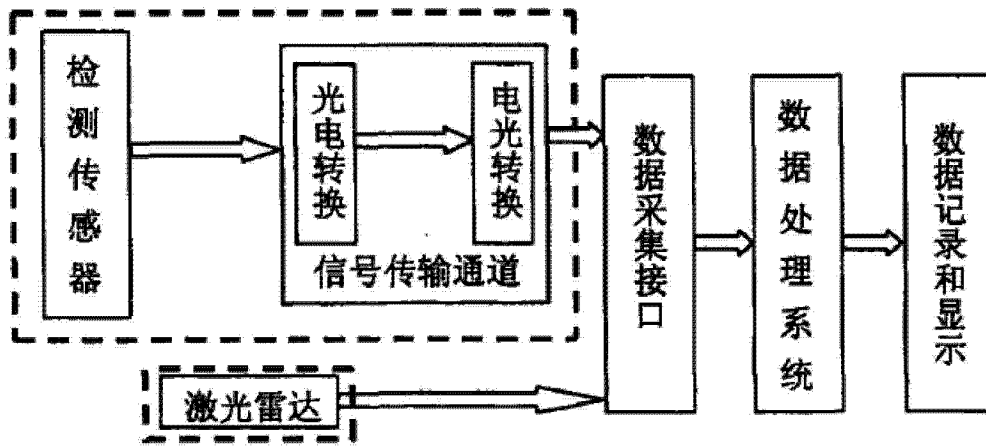 检测传感器
光电转换
电光转换
信号传输通道
激光雷达
数据采集接口
数据处理系统
数据记录和显示